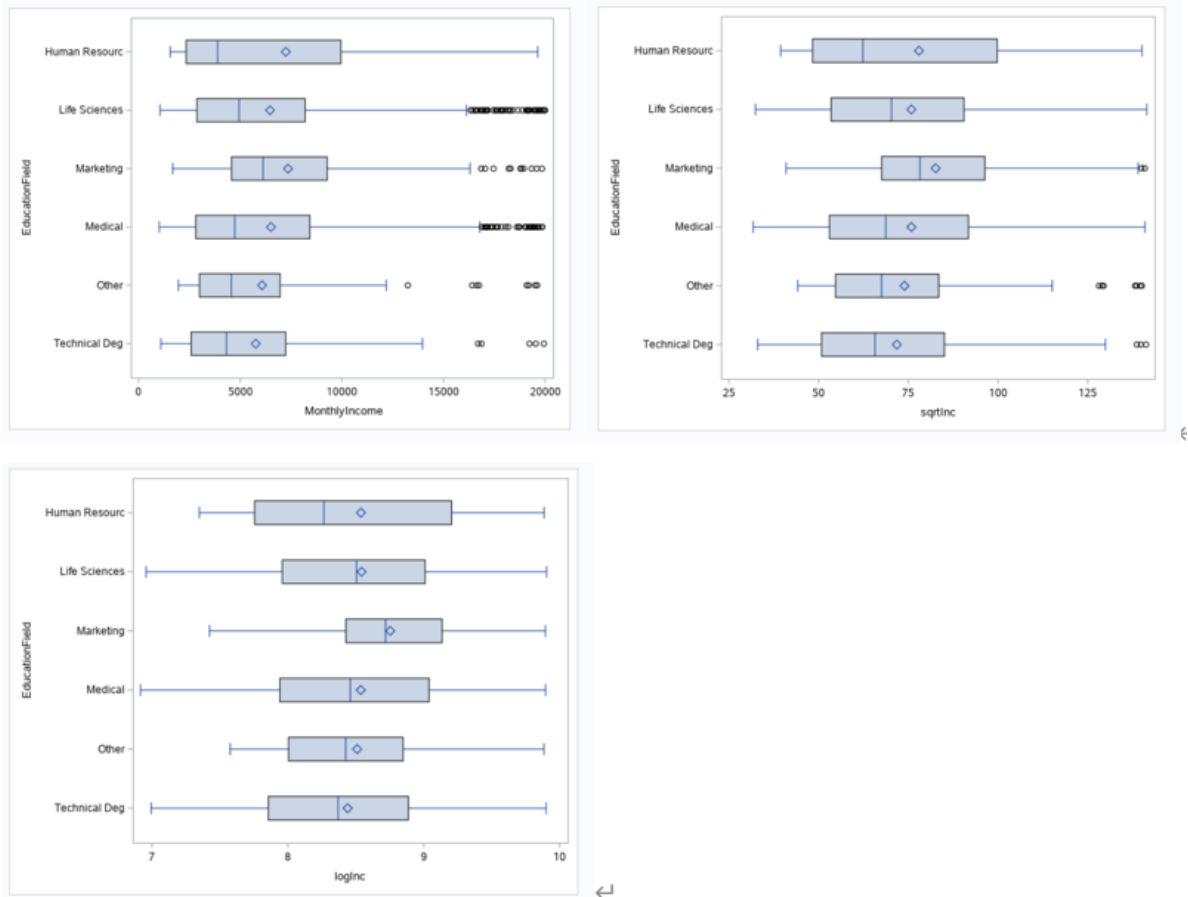 Human Resourc
Life Sciences
Marketing
Medical
Other
Technical Deg
EducationField
0 5000 10000 15000 20000
MonthlyIncome
Human Resourc
Life Sciences
Marketing
Medical
Other
Technical Deg
EducationField
25 50 75 100 125
sqrtInc
Human Resourc
Life Sciences
Marketing
Medical
Other
Technical Deg
EducationField
7 8 9 10
logInc